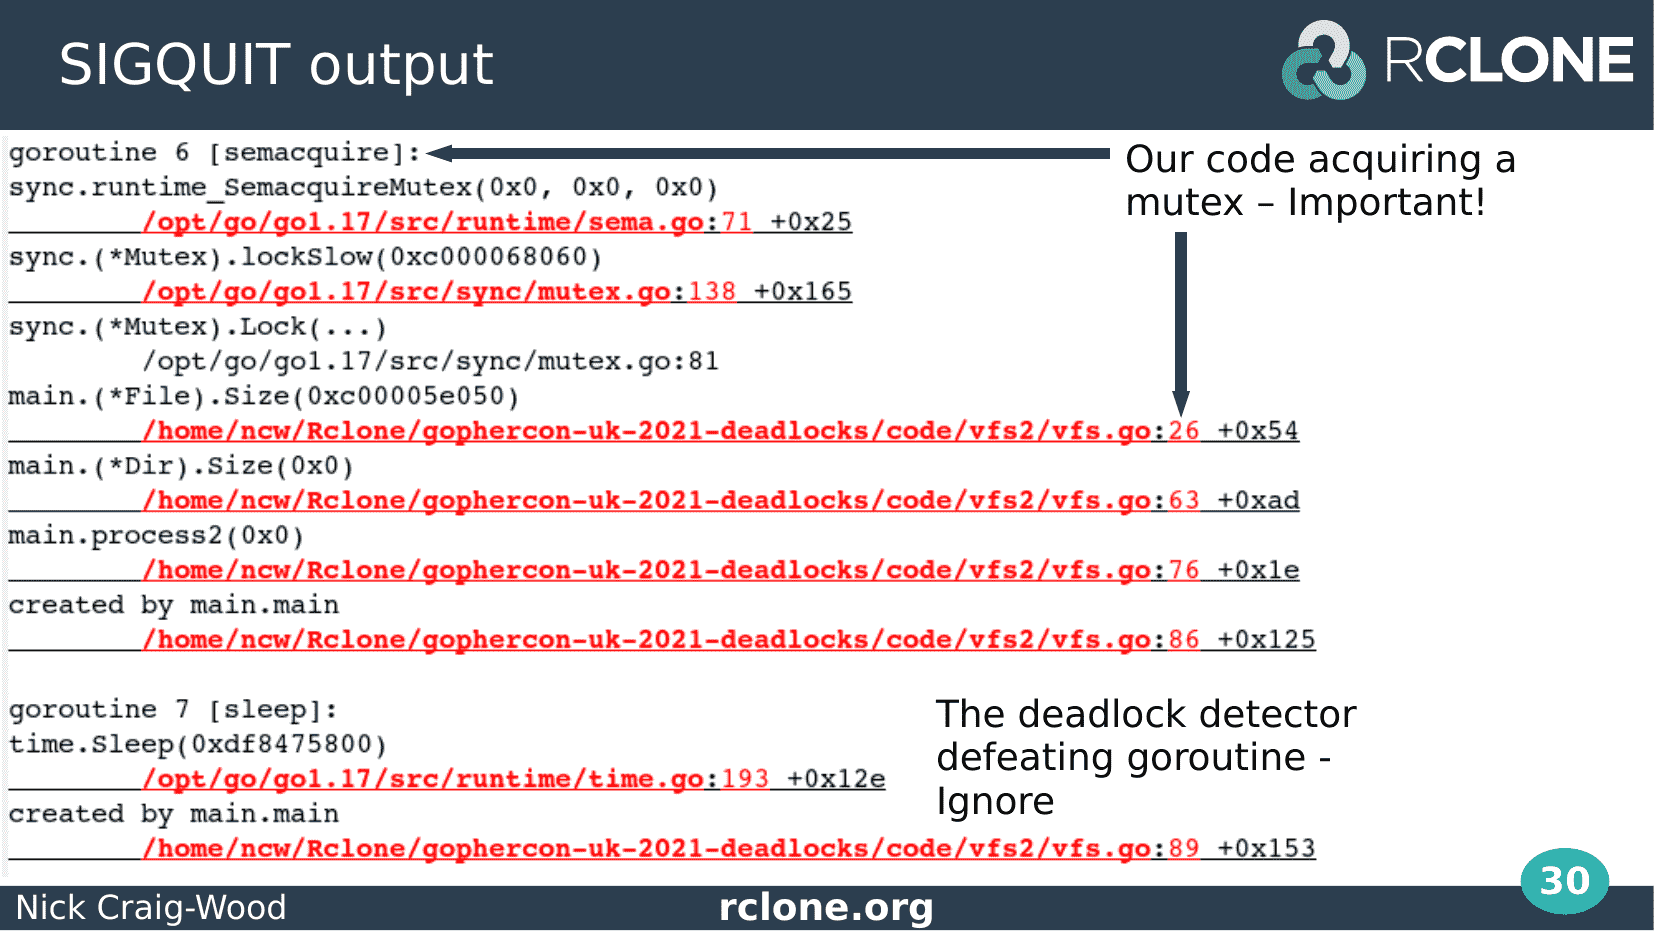 SIGQUIT output
RCLONE
goroutine 6 [semacquire]:
Our code acquiring a
mutex – Important!
sync.runtime_SemacquireMutex(0x0, 0x0, 0x0)
/opt/go/go1.17/src/runtime/sema.go:71 +0x25
sync.(*Mutex).lockSlow(0xc000068060)
/opt/go/go1.17/src/sync/mutex.go:138 +0x165
sync.(*Mutex).Lock(...)
/opt/go/go1.17/src/sync/mutex.go:81
main.(*File).Size(0xc00005e050)
/home/ncw/Rclone/gophercon-uk-2021-deadlocks/code/vfs2/vfs.go:26 +0x54
main.(*Dir).Size(0x0)
/home/ncw/Rclone/gophercon-uk-2021-deadlocks/code/vfs2/vfs.go:63 +0xad
main.process2(0x0)
/home/ncw/Rclone/gophercon-uk-2021-deadlocks/code/vfs2/vfs.go:76 +0x1e
created by main.main
/home/ncw/Rclone/gophercon-uk-2021-deadlocks/code/vfs2/vfs.go:86 +0x125
goroutine 7 [sleep]:
time.Sleep(0xdf8475800)
/opt/go/go1.17/src/runtime/time.go:193 +0x12e
created by main.main
/home/ncw/Rclone/gophercon-uk-2021-deadlocks/code/vfs2/vfs.go:89 +0x153
The deadlock detector
defeating goroutine -
Ignore
30
Nick Craig-Wood
rclone.org